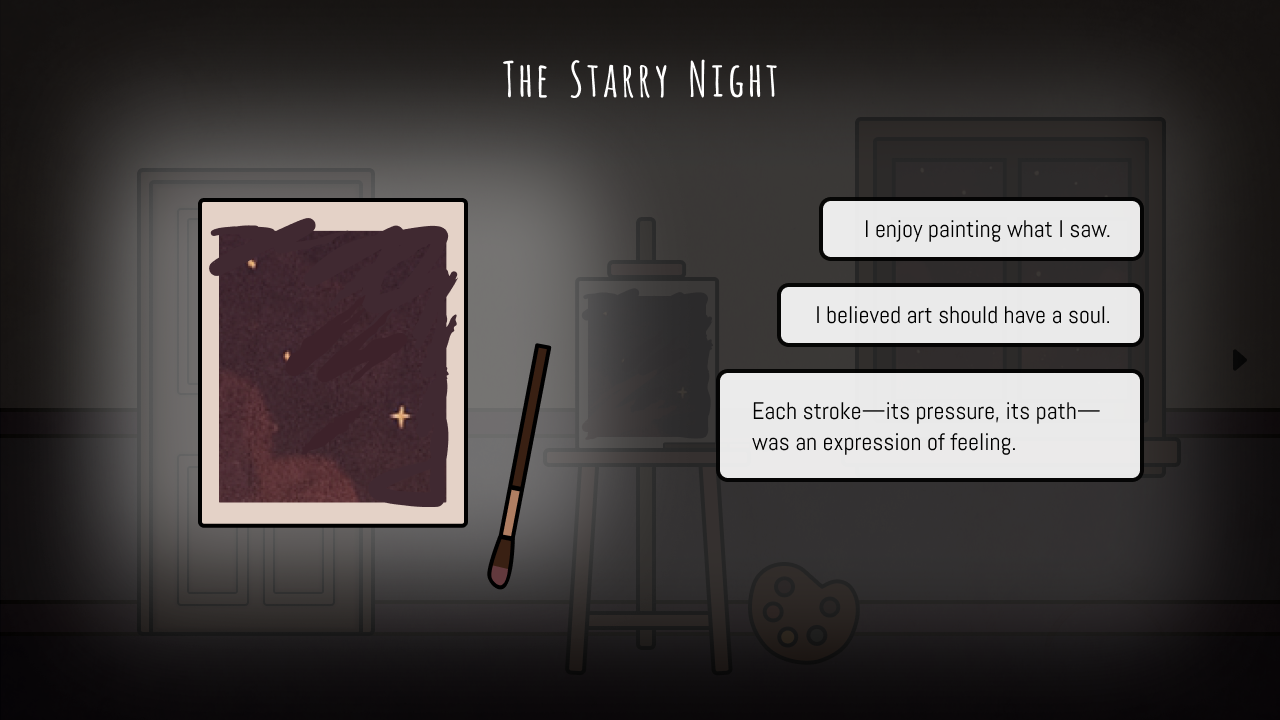 The Starry Night
I enjoy painting what I saw.
I believed art should have a soul.
Each stroke—its pressure, its path—
was an expression of feeling.